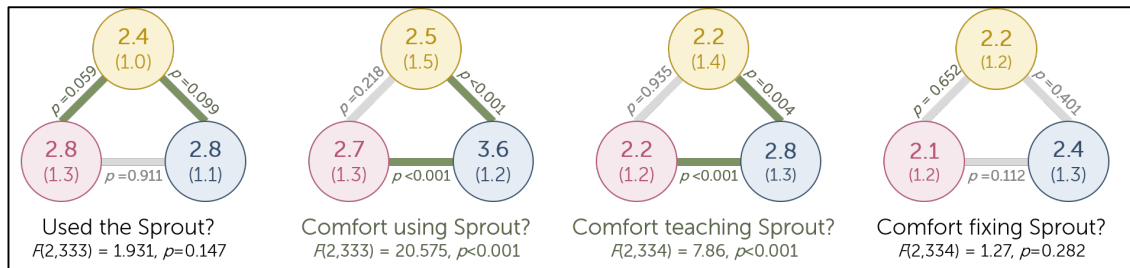 2.4
(1.0)
p=0.059
p=0.099
2.8
(1.3)
2.8
(1.1)
p=0.911
Used the Sprout?
F(2,333) = 1.931, p=0.147
2.5
(1.5)
p=0.218
p<0.001
2.7
(1.3)
3.6
(1.2)
p<0.001
Comfort using Sprout?
F(2,333) = 20.575, p<0.001
2.2
(1.4)
p=0.935
p=0.004
2.2
(1.2)
2.8
(1.3)
p<0.001
Comfort teaching Sprout?
F(2,334) = 7.86, p<0.001
2.2
(1.2)
p= 0.652
p=0.401
2.1
(1.2)
2.4
(1.3)
p=0.112
Comfort fixing Sprout?
F(2,334) = 1.27, p=0.282